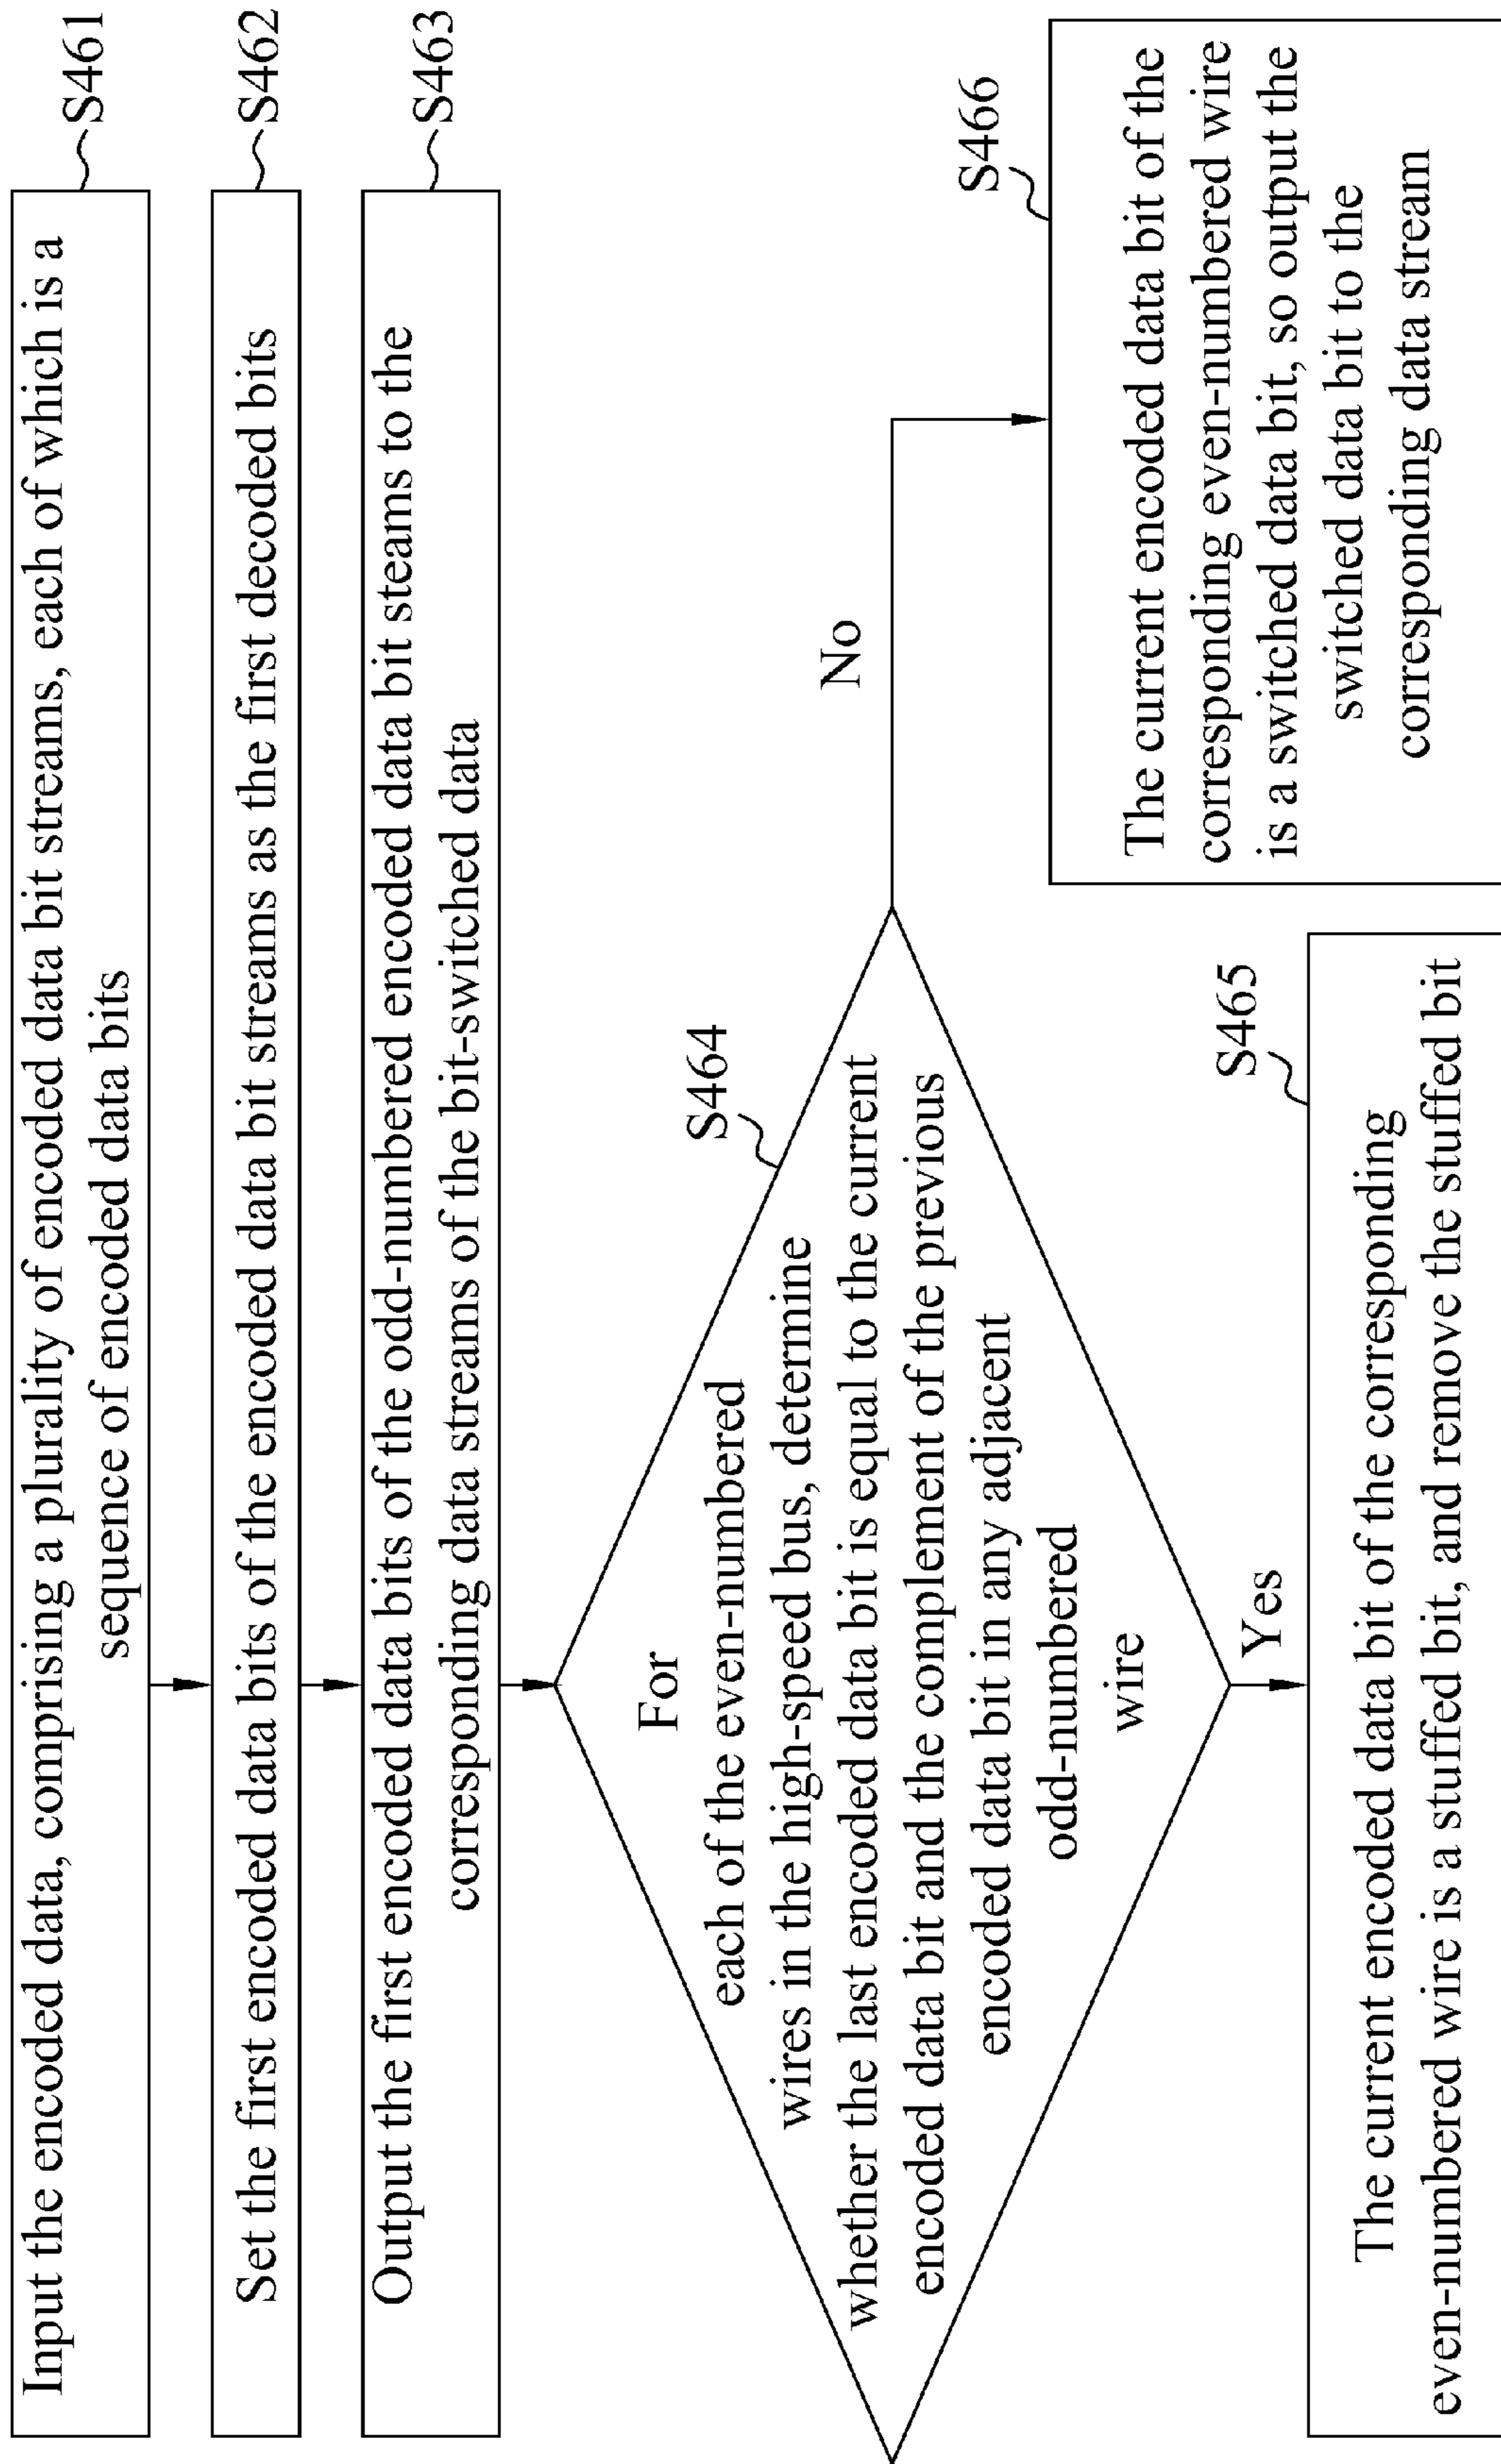 Input the encoded data, comprising a plurality of encoded data bit streams, each of which is a
sequence of encoded data bits
S461
Set the first encoded data bits of the encoded data bit streams as the first decoded bits
S462
Output the first encoded data bits of the odd-numbered encoded data bit steams to the
corresponding data streams of the bit-switched data
S463
For
each of the even-numbered
wires in the high-speed bus, determine
whether the last encoded data bit is equal to the current
encoded data bit and the complement of the previous
encoded data bit in any adjacent
odd-numbered
wire
S464
Yes
No
The current encoded data bit of the corresponding
even-numbered wire is a stuffed bit, and remove the stuffed bit
S465
The current encoded data bit of the
corresponding even-numbered wire
is a switched data bit, so output the
switched data bit to the
corresponding data stream
S466